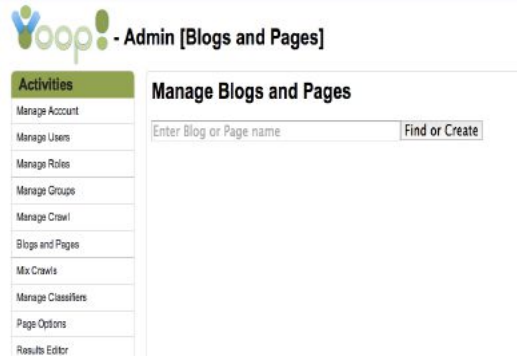 Yoop! - Admin [Blogs and Pages]
Activities
Manage Account
Manage Users
Manage Roles
Manage Groups
Manage Crawl
Blogs and Pages
Mix Crawls
Manage Classifiers
Page Options
Results Editor
Manage Blogs and Pages
Enter Blog or Page name Find or Create